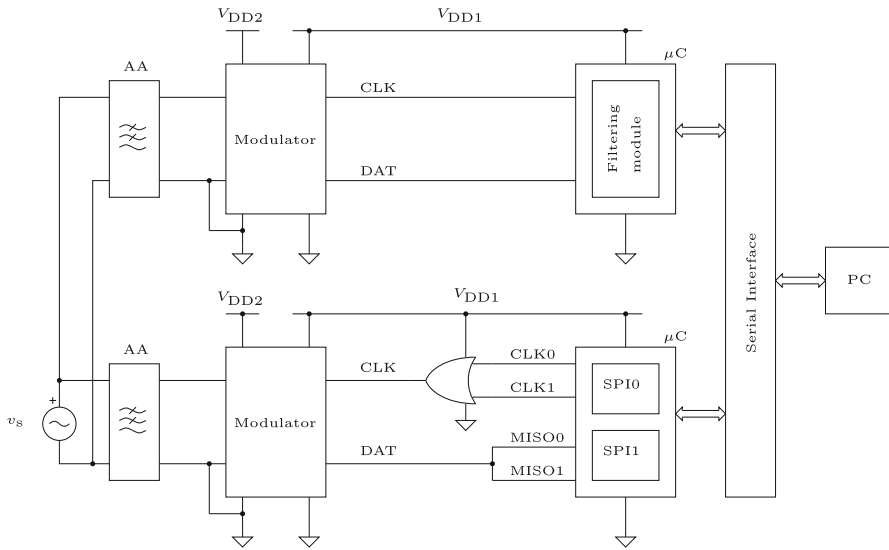 VDD2
VDD1
AA
μC
CLK
Modulator
Filtering
module
DAT
Serial Interface
PC
VDD2
VDD1
AA
μC
CLK
CLK0
CLK1
SPI0
+
vs
Modulator
DAT
MISO0
MISO1
SPI1